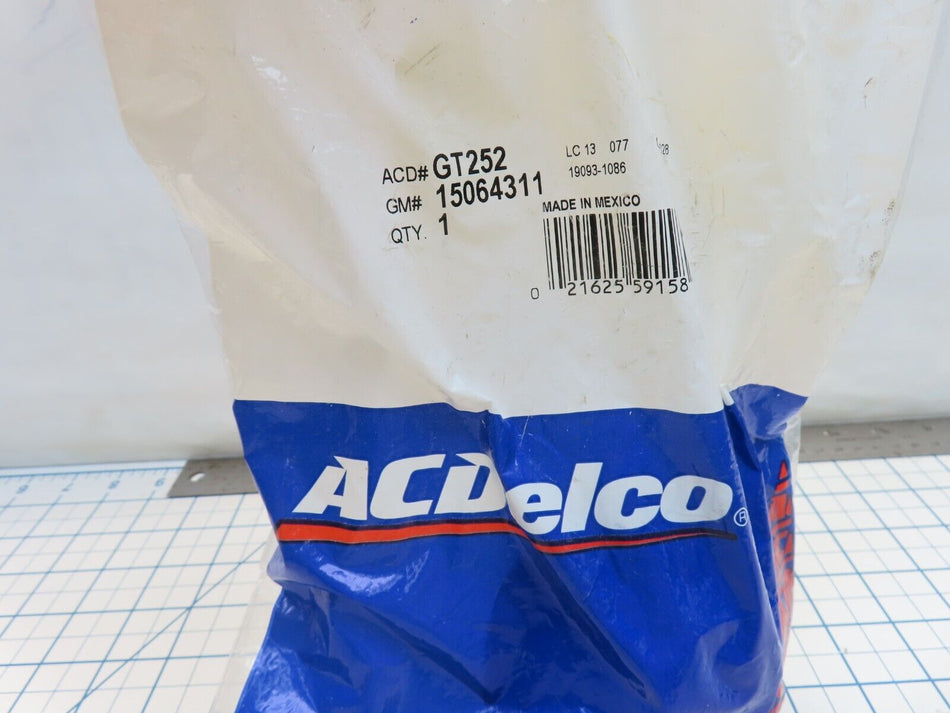 ACD# GT252
GM# 15064311
QTY. 1
LC 13 077
19093-1086
MADE IN MEXICO
0 21625 59158
ACDelco®